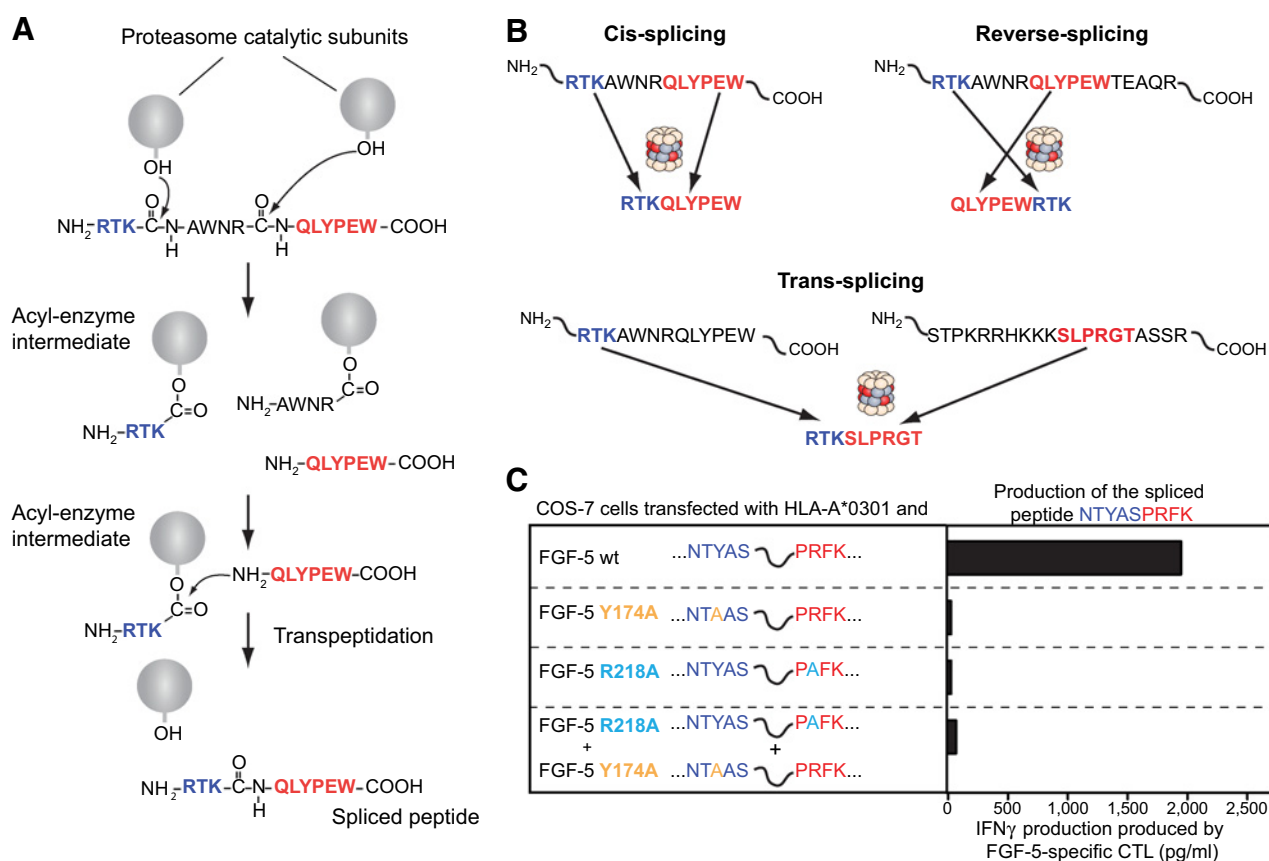 A
Proteasome catalytic subunits
OH
OH
O
O
NH2–RTK–C–N–AWNR–C–N–QLYPEW–COOH
H
H
Acyl-enzyme
intermediate
O
C=O
NH2–RTK
O
C=O
NH2–AWNR
NH2–QLYPEW–COOH
Acyl-enzyme
intermediate
O
C=O
NH2–RTK
NH2–QLYPEW–COOH
Transpeptidation
OH
O
NH2–RTK–C–N–QLYPEW–COOH
H
Spliced peptide
B
Cis-splicing
NH2 RTKAWNRQLYPEW COOH
RTKQLYPEW
Reverse-splicing
NH2 RTKAWNRQLYPEWTEAQR COOH
QLYPEWRTK
Trans-splicing
NH2 RTKAWNRQLYPEW COOH
NH2 STPKRRHKKKSLPRGTASSR COOH
RTKSLPRGT
C
COS-7 cells transfected with HLA-A*0301 and
Production of the spliced
peptide NTYASPRFK
FGF-5 wt ...NTYAS PRFK...
FGF-5 Y174A ...NTAAS PRFK...
FGF-5 R218A ...NTYAS PAFK...
FGF-5 R218A ...NTYAS PAFK...
+ +
FGF-5 Y174A ...NTAAS PRFK...
0 500 1,000 1,500 2,000 2,500
IFNγ production produced by
FGF-5-specific CTL (pg/ml)